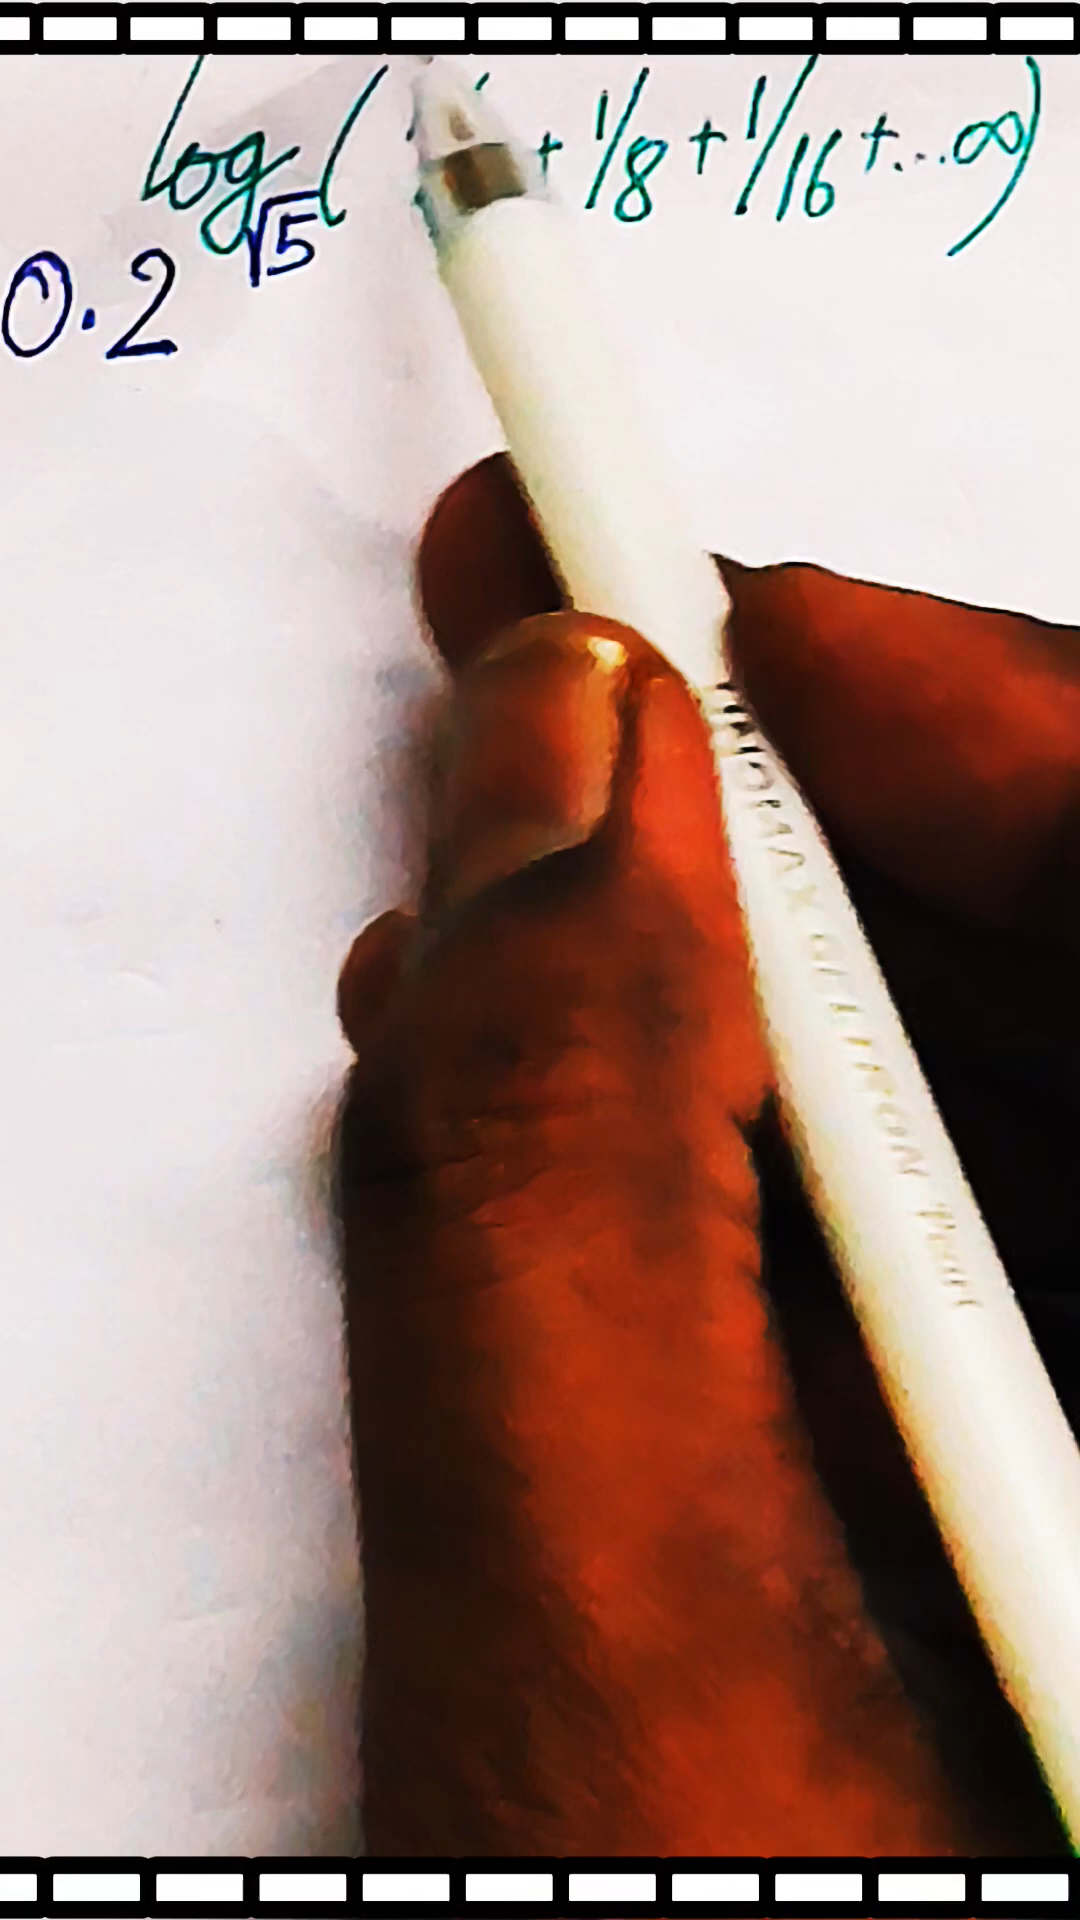 log√5( + 1/8 + 1/16 + ... ∞)
0.2